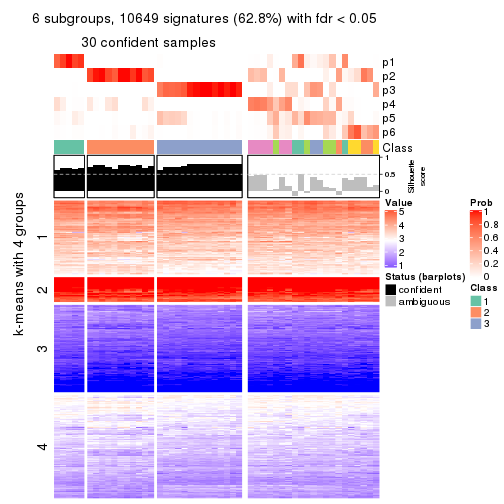 6 subgroups, 10649 signatures (62.8%) with fdr < 0.05
30 confident samples
p1
p2
p3
p4
p5
p6
Class
1
0.5
0
Silhouette
score
k-means with 4 groups
1
2
3
4
Value
5
4
3
2
1
Status (barplots)
confident
ambiguous
Prob
1
0.8
0.6
0.4
0.2
0
Class
1
2
3